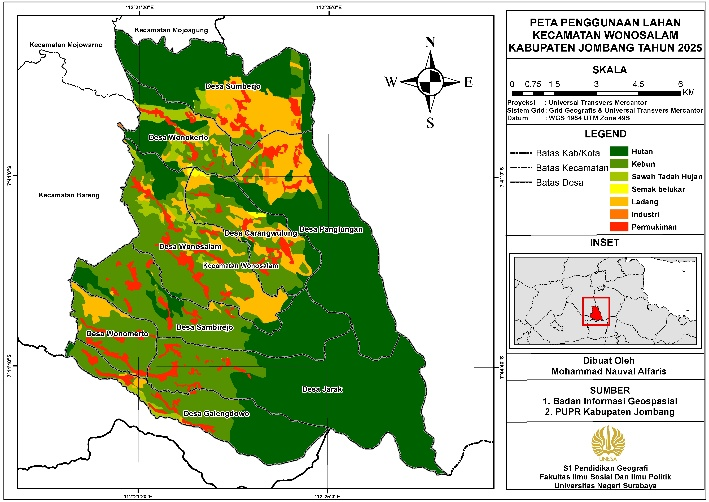 PETA PENGGUNAAN LAHAN
KECAMATAN WONOSALAM
KABUPATEN JOMBANG TAHUN 2025
SKALA
0 0.75 1.5 3 4.5 6
KM
Proyeksi : Universal Transvers Mercantor
Sistem Grid: Grid Geografis & Universal Transvers Mercantor
Datum : WGS 1984 UTM Zone 49S
LEGEND
Batas Kab/Kota
Batas Kecamatan
Batas Desa
Hutan
Kebun
Sawah Tadah Hujan
Semak belukar
Ladang
Industri
Permukiman
INSET
Dibuat Oleh
Mohammad Nauval Alfaris
SUMBER
1. Badan Informasi Geospasial
2. PUPR Kabupaten Jombang
UNESA
S1 Pendidikan Geografi
Fakultas Ilmu Sosial Dan Ilmu Politik
Universitas Negeri Surabaya
Kecamatan Mojoagung
Kecamatan Mojowarno
Kecamatan Bareng
N
W
E
S
Desa Sumberjo
Desa Wonokerto
Desa Panglungan
Desa Carangwulung
Desa Wonosalam
Kecamatan Wonosalam
Desa Wonomerto
Desa Sambirejo
Desa Jarak
Desa Galengdowo